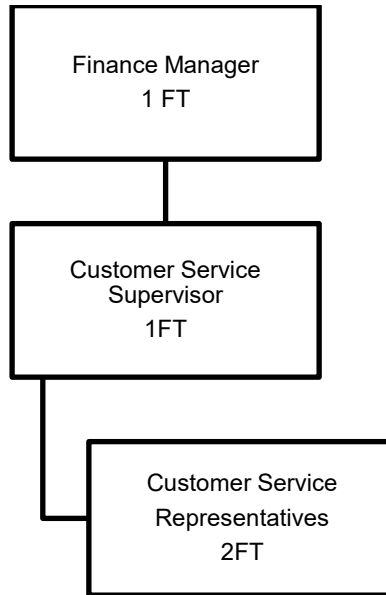 Finance Manager
1 FT
Customer Service
Supervisor
1FT
Customer Service
Representatives
2FT